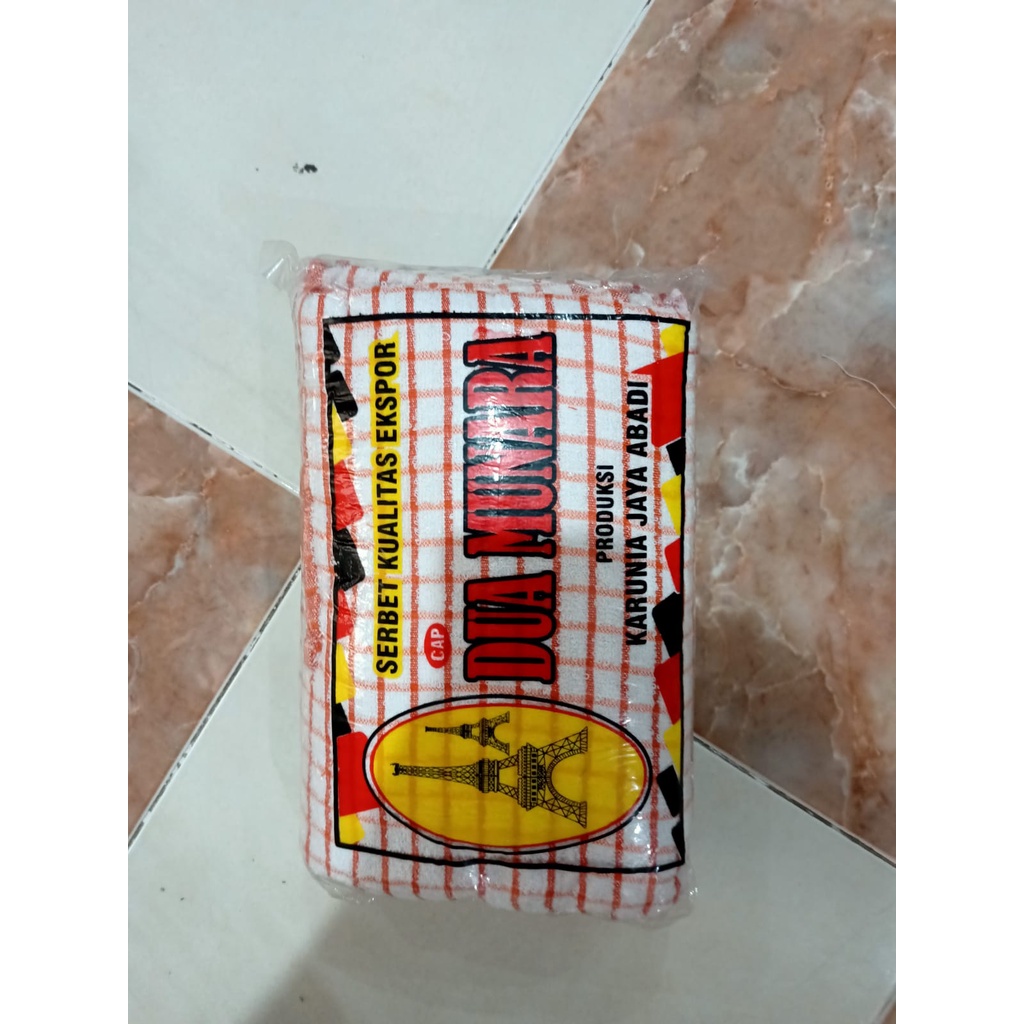 SERBET KUALITAS EKSPOR
CAP
DUA MUNARA
PRODUKSI
KARUNIA JAYA ABADI